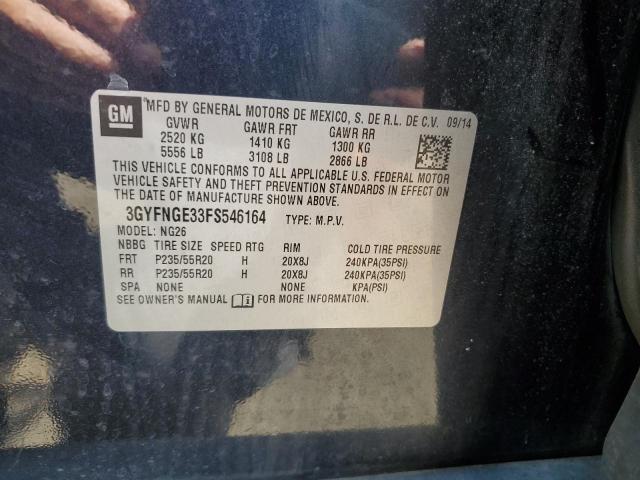 GM
MFD BY GENERAL MOTORS DE MEXICO, S. DE R.L. DE C.V. 09/14
GVWR GAWR FRT GAWR RR
2520 KG 1410 KG 1300 KG
5556 LB 3108 LB 2866 LB
THIS VEHICLE CONFORMS TO ALL APPLICABLE U.S. FEDERAL MOTOR
VEHICLE SAFETY AND THEFT PREVENTION STANDARDS IN EFFECT ON
THE DATE OF MANUFACTURE SHOWN ABOVE.
3GYFNGE33FS546164 TYPE: M.P.V.
MODEL: NG26
NBBG TIRE SIZE SPEED RTG RIM COLD TIRE PRESSURE
FRT P235/55R20 H 20X8J 240KPA(35PSI)
RR P235/55R20 H 20X8J 240KPA(35PSI)
SPA NONE NONE KPA(PSI)
SEE OWNER'S MANUAL FOR MORE INFORMATION.